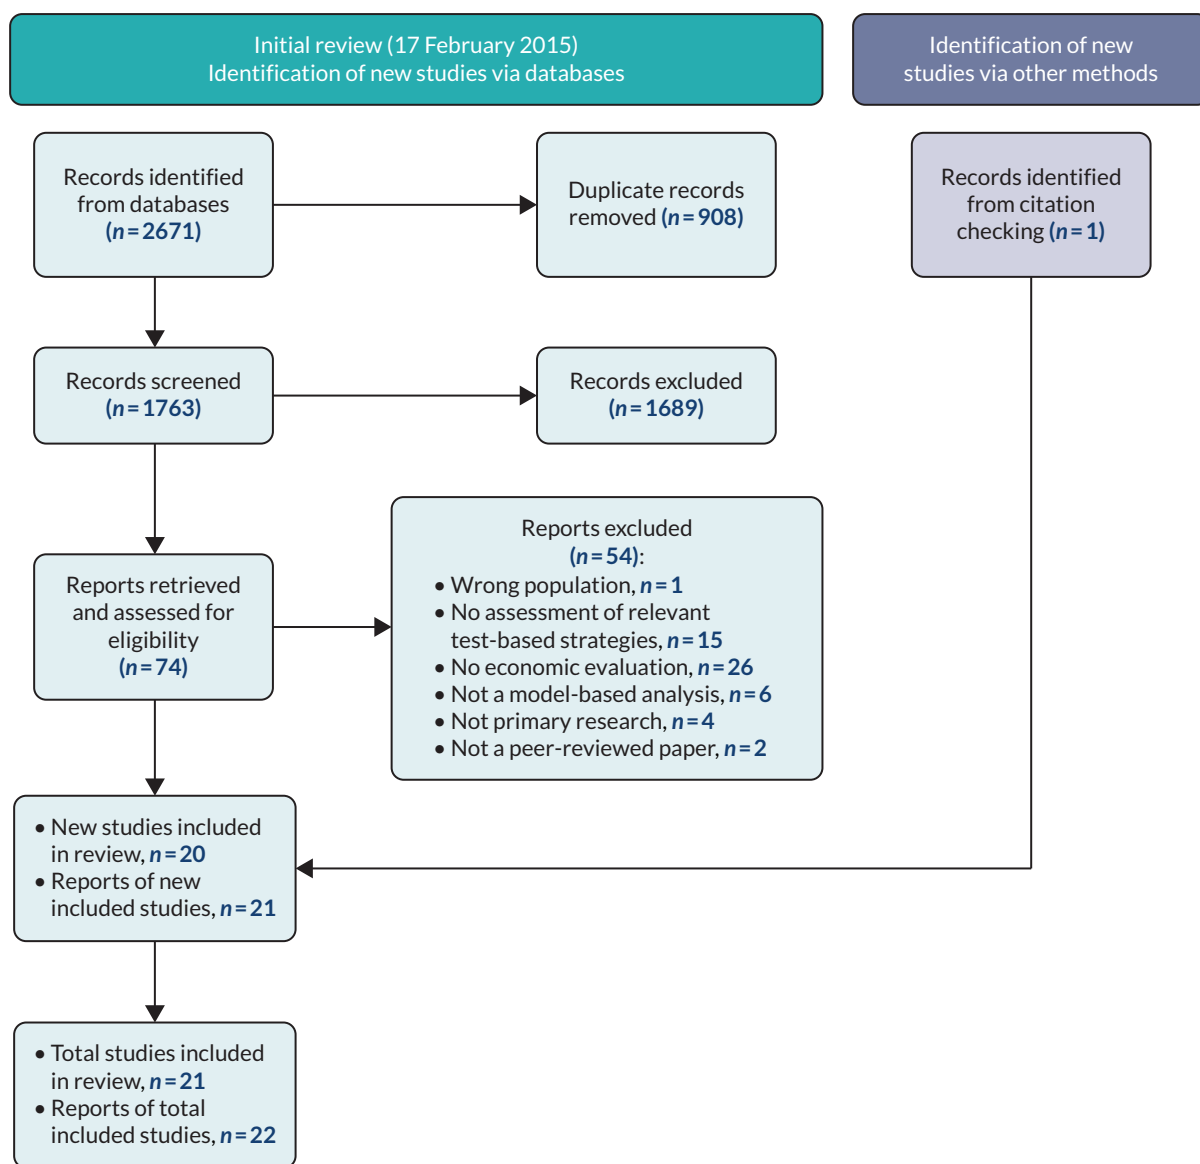 Initial review (17 February 2015)
Identification of new studies via databases
Identification of new
studies via other methods
Records identified
from databases
(n = 2671)
Duplicate records
removed (n = 908)
Records identified
from citation
checking (n = 1)
Records screened
(n = 1763)
Records excluded
(n = 1689)
Reports retrieved
and assessed for
eligibility
(n = 74)
Reports excluded
(n = 54):
• Wrong population, n = 1
• No assessment of relevant
test-based strategies, n = 15
• No economic evaluation, n = 26
• Not a model-based analysis, n = 6
• Not primary research, n = 4
• Not a peer-reviewed paper, n = 2
• New studies included
in review, n = 20
• Reports of new
included studies, n = 21
• Total studies included
in review, n = 21
• Reports of total
included studies, n = 22